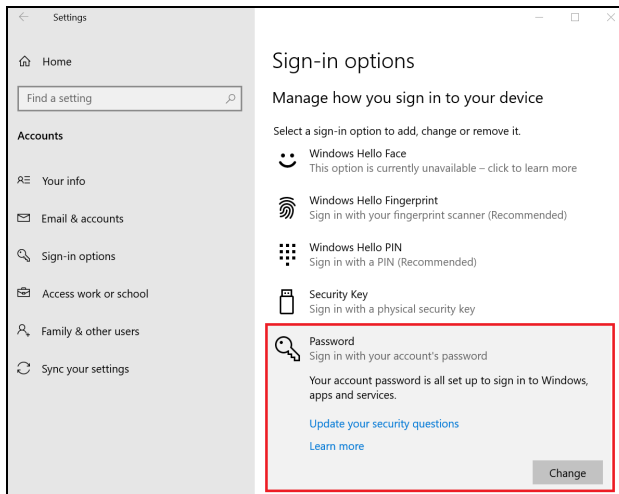 Settings
Home
Find a setting
Accounts
Your info
Email & accounts
Sign-in options
Access work or school
Family & other users
Sync your settings
Sign-in options
Manage how you sign in to your device
Select a sign-in option to add, change or remove it.
Windows Hello Face
This option is currently unavailable – click to learn more
Windows Hello Fingerprint
Sign in with your fingerprint scanner (Recommended)
Windows Hello PIN
Sign in with a PIN (Recommended)
Security Key
Sign in with a physical security key
Password
Sign in with your account's password
Your account password is all set up to sign in to Windows,
apps and services.
Update your security questions
Learn more
Change